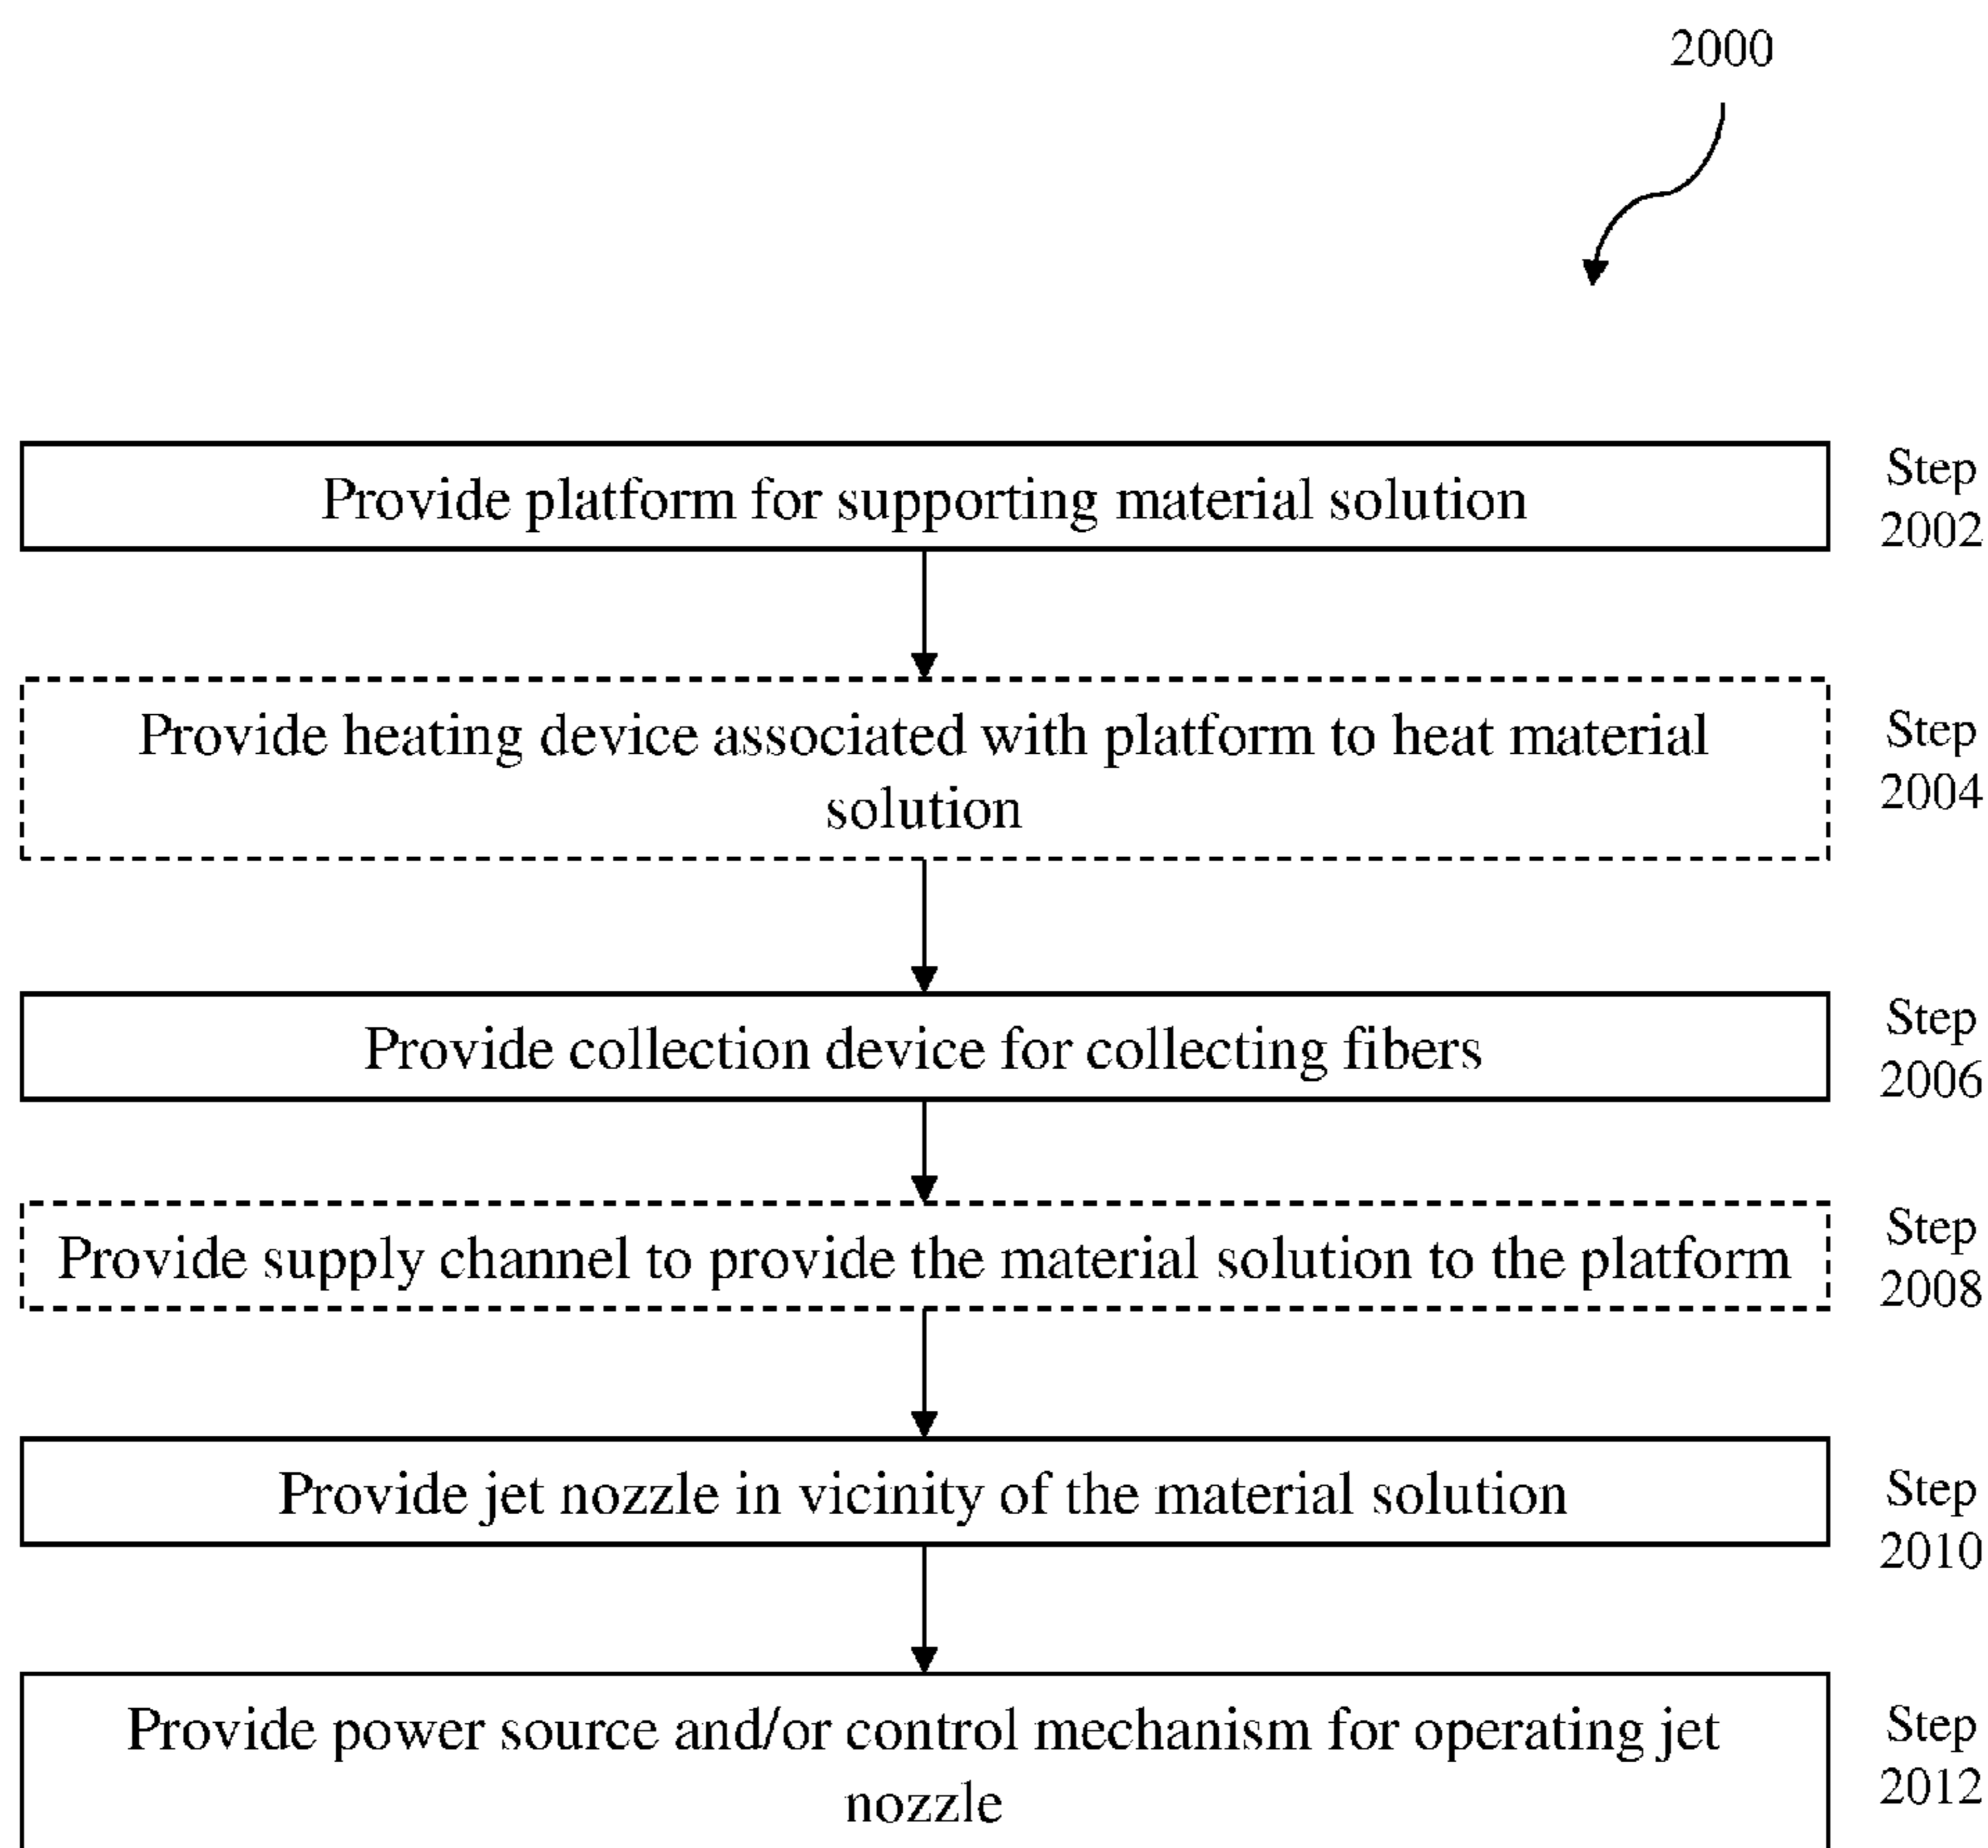 2000
Provide platform for supporting material solution
Step
2002
Provide heating device associated with platform to heat material
solution
Step
2004
Provide collection device for collecting fibers
Step
2006
Provide supply channel to provide the material solution to the platform
Step
2008
Provide jet nozzle in vicinity of the material solution
Step
2010
Provide power source and/or control mechanism for operating jet
nozzle
Step
2012